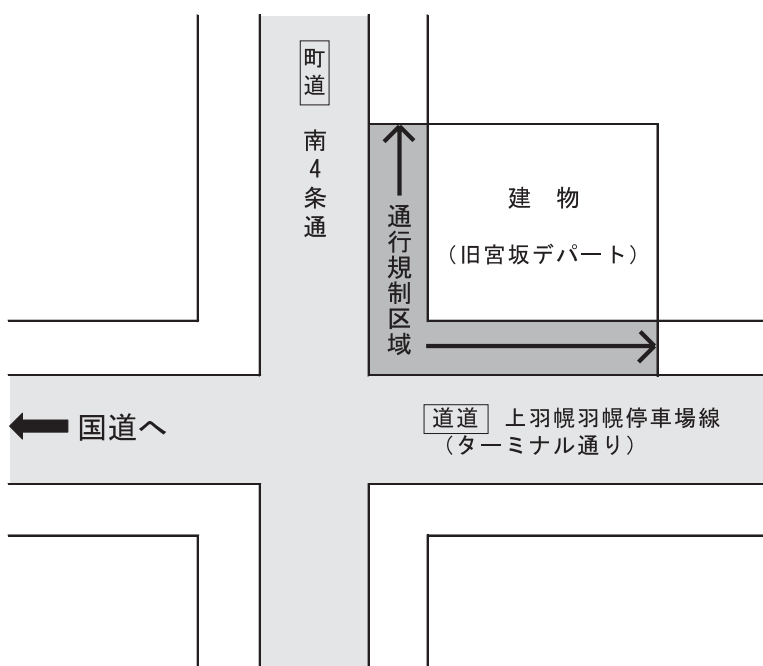 町道
南4条通
通行規制区域
建物
(旧宮坂デパート)
国道へ
道道 上羽幌羽幌停車場線
(ターミナル通り)